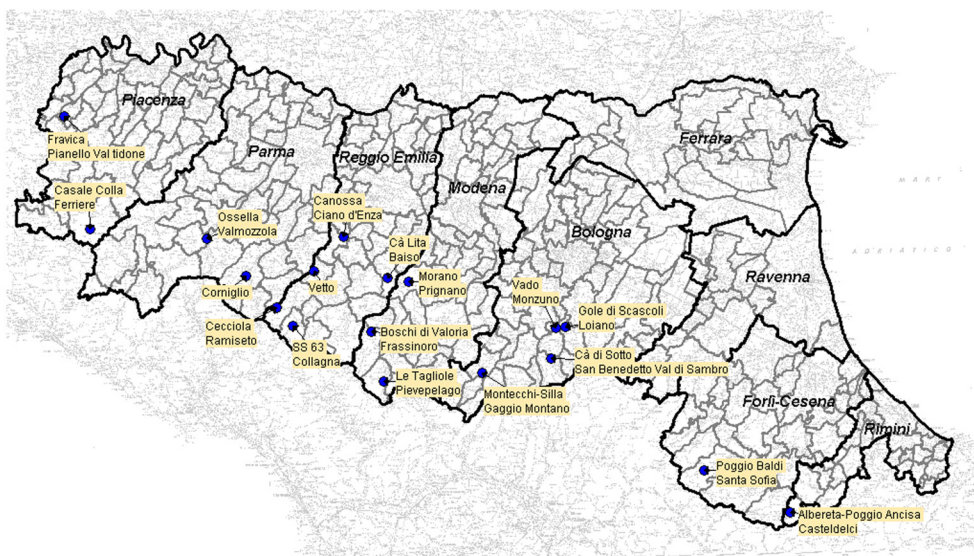 Piacenza
Fravica
Pianello Val tidone
Parma
Reggio Emilia
Modena
Ferrara
Casale Colla
Ferriere
Ossella
Valmozzola
Canossa
Ciano d'Enza
Bologna
M A R E
A D R I A T I C O
Cà Lita
Baiso
Ravenna
Corniglio
Vetto
Morano
Prignano
Vado
Monzuno
Gole di Scascoli
Loiano
Cecciola
Ramiseto
SS 63
Collagna
Boschi di Valoria
Frassinoro
Cà di Sotto
San Benedetto Val di Sambro
Le Tagliole
Pievepelago
Montecchi-Silla
Gaggio Montano
Forlì-Cesena
Rimini
Poggio Baldi
Santa Sofia
Albereta-Poggio Ancisa
Casteldelci